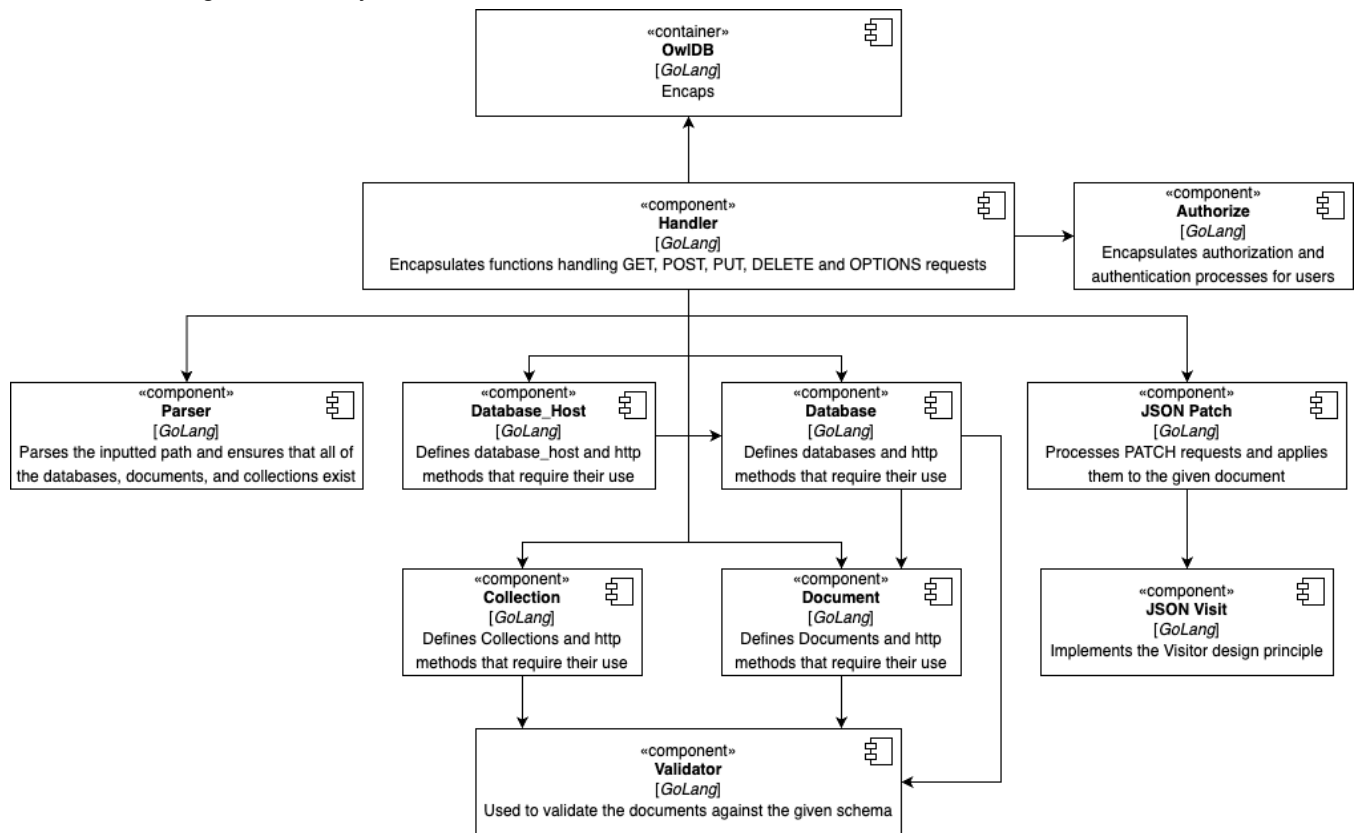 «container»
OwlDB
[GoLang]
Encaps
«component»
Handler
[GoLang]
Encapsulates functions handling GET, POST, PUT, DELETE and OPTIONS requests
«component»
Authorize
[GoLang]
Encapsulates authorization and
authentication processes for users
«component»
Parser
[GoLang]
Parses the inputted path and ensures that all of
the databases, documents, and collections exist
«component»
Database_Host
[GoLang]
Defines database_host and http
methods that require their use
«component»
Database
[GoLang]
Defines databases and http
methods that require their use
«component»
JSON Patch
[GoLang]
Processes PATCH requests and applies
them to the given document
«component»
Collection
[GoLang]
Defines Collections and http
methods that require their use
«component»
Document
[GoLang]
Defines Documents and http
methods that require their use
«component»
JSON Visit
[GoLang]
Implements the Visitor design principle
«component»
Validator
[GoLang]
Used to validate the documents against the given schema